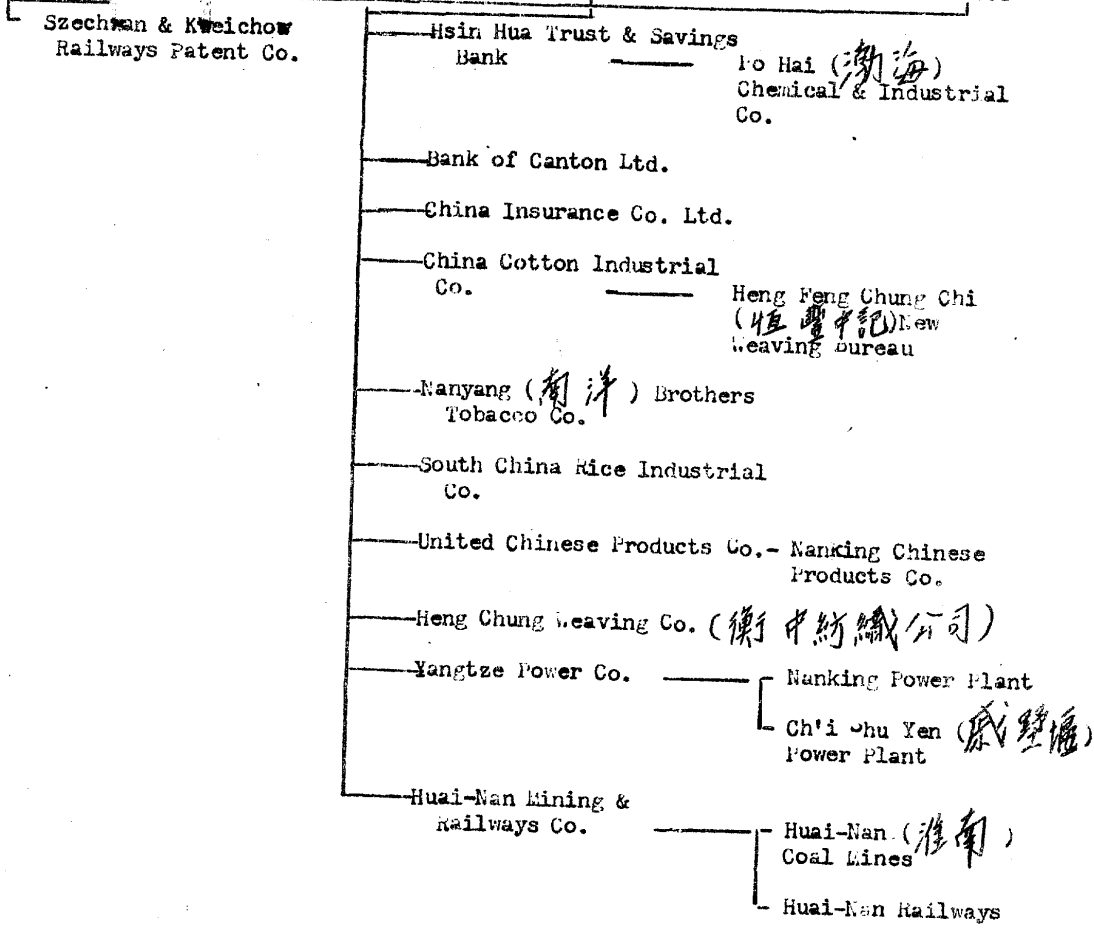 Szechwan & Kweichow
Railways Patent Co.
Hsin Hua Trust & Savings
Bank
Po Hai (渤海)
Chemical & Industrial
Co.
Bank of Canton Ltd.
China Insurance Co. Ltd.
China Cotton Industrial
Co.
Heng Feng Chung Chi
(恒豐中記) New
Weaving Bureau
Nanyang (南洋) Brothers
Tobacco Co.
South China Rice Industrial
Co.
United Chinese Products Co. - Nanking Chinese
Products Co.
Heng Chung Weaving Co. (衡中紡織公司)
Yangtze Power Co.
Nanking Power Plant
Ch'i Shu Yen (戚墅堰)
Power Plant
Huai-Nan Mining &
Railways Co.
Huai-Nan (淮南)
Coal Mines
Huai-Nan Railways